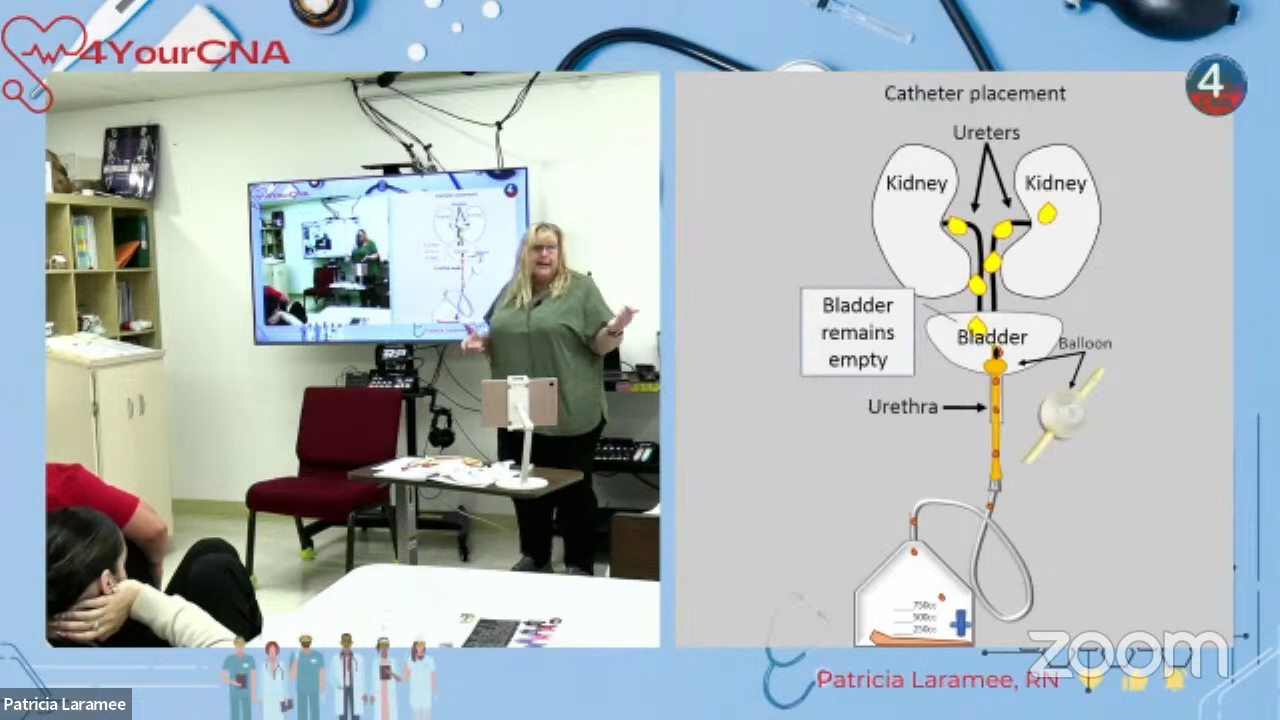 4YourCNA
4
Catheter placement
Ureters
Kidney
Kidney
Bladder
remains
empty
Bladder
Balloon
Urethra
750cc
500cc
250cc
zoom
Patricia Laramee, RN
Patricia Laramee